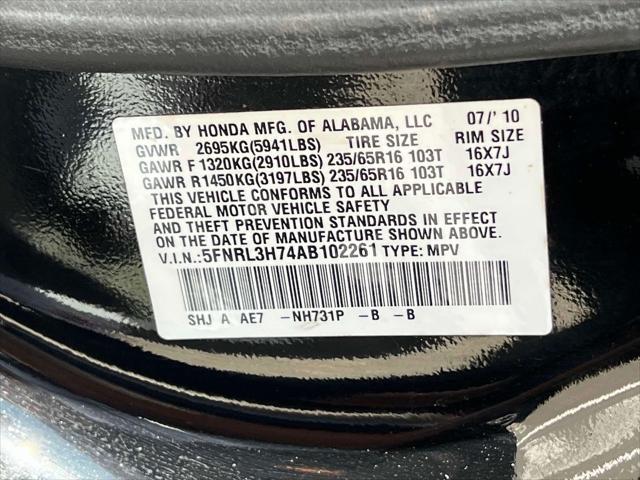 MFD. BY HONDA MFG. OF ALABAMA, LLC 07/'10
GVWR 2695KG(5941LBS) TIRE SIZE RIM SIZE
GAWR F 1320KG(2910LBS) 235/65R16 103T 16X7J
GAWR R1450KG(3197LBS) 235/65R16 103T 16X7J
THIS VEHICLE CONFORMS TO ALL APPLICABLE
FEDERAL MOTOR VEHICLE SAFETY
AND THEFT PREVENTION STANDARDS IN EFFECT
ON THE DATE OF MANUFACTURE SHOWN ABOVE.
V.I.N.:5FNRL3H74AB102261 TYPE: MPV
SHJ A AE7 -NH731P -B -B